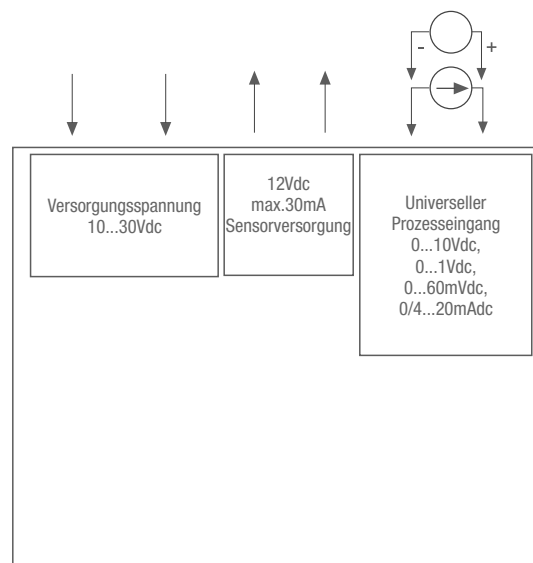 - +
Versorgungsspannung
10...30Vdc
12Vdc
max.30mA
Sensorversorgung
Universeller
Prozesseingang
0...10Vdc,
0...1Vdc,
0...60mVdc,
0/4...20mAdc